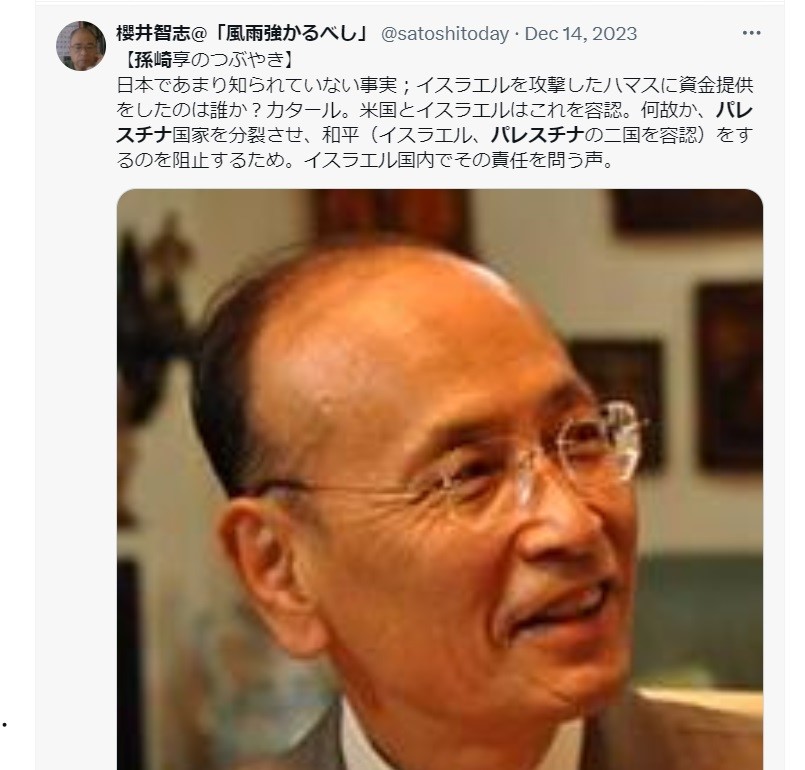 櫻井智志@「風雨強かるべし」 @satoshitoday · Dec 14, 2023
【孫崎享のつぶやき】
日本であまり知られていない事実；イスラエルを攻撃したハマスに資金提供
をしたのは誰か？カタール。米国とイスラエルはこれを容認。何故か、パレ
スチナ国家を分裂させ、和平（イスラエル、パレスチナの二国を容認）をす
るのを阻止するため。イスラエル国内でその責任を問う声。